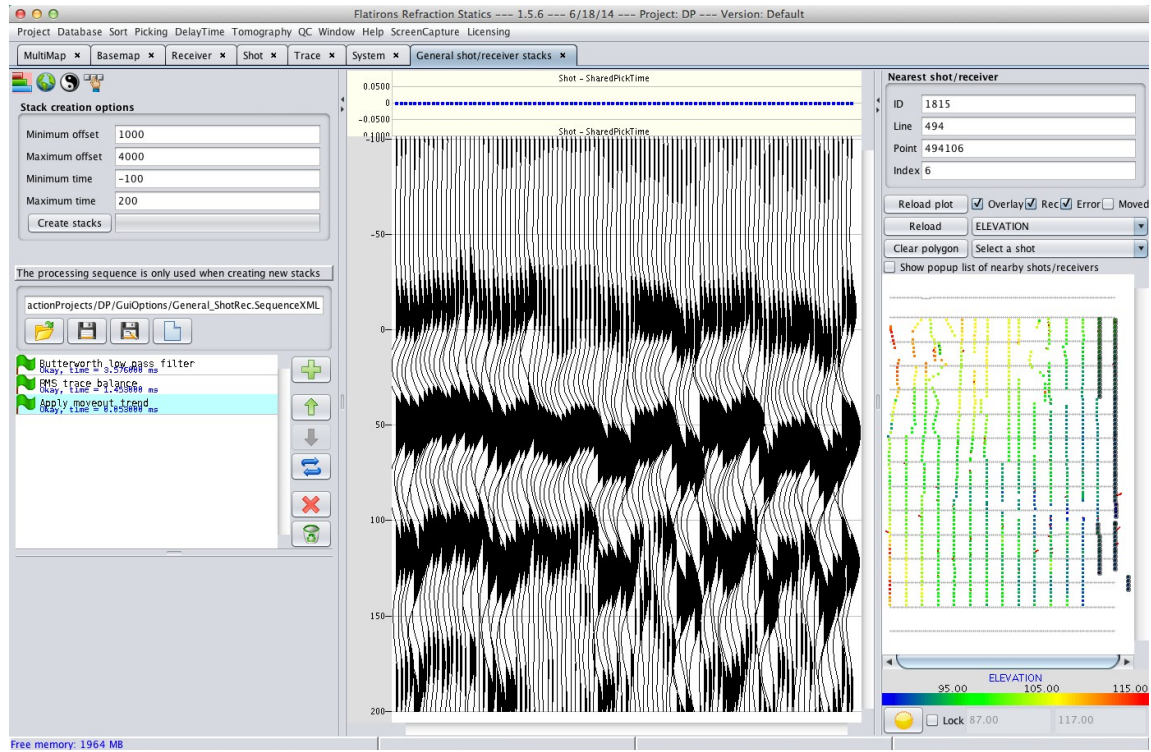 Flatirons Refraction Statics --- 1.5.6 --- 6/18/14 --- Project: DP --- Version: Default
Project Database Sort Picking DelayTime Tomography QC Window Help ScreenCapture Licensing
MultiMap × Basemap × Receiver × Shot × Trace × System × General shot/receiver stacks ×
Stack creation options
Minimum offset 1000
Maximum offset 4000
Minimum time -100
Maximum time 200
Create stacks
The processing sequence is only used when creating new stacks
actionProjects/DP/GuiOptions/General_ShotRec.SequenceXML
Butterworth low pass filter
Okay, time = 3.576000 ms
RMS trace balance
Okay, time = 1.453000 ms
Apply moveout trend
Okay, time = 0.053000 ms
Shot - SharedPickTime
0.0500
0
-0.0500
Shot - SharedPickTime
-0.1000
-100
-50
0
50
100
150
200
Nearest shot/receiver
ID 1815
Line 494
Point 494106
Index 6
Reload plot Overlay Rec Error Moved
Reload ELEVATION
Clear polygon Select a shot
Show popup list of nearby shots/receivers
ELEVATION
95.00 105.00 115.00
Lock 87.00 117.00
Free memory: 1964 MB